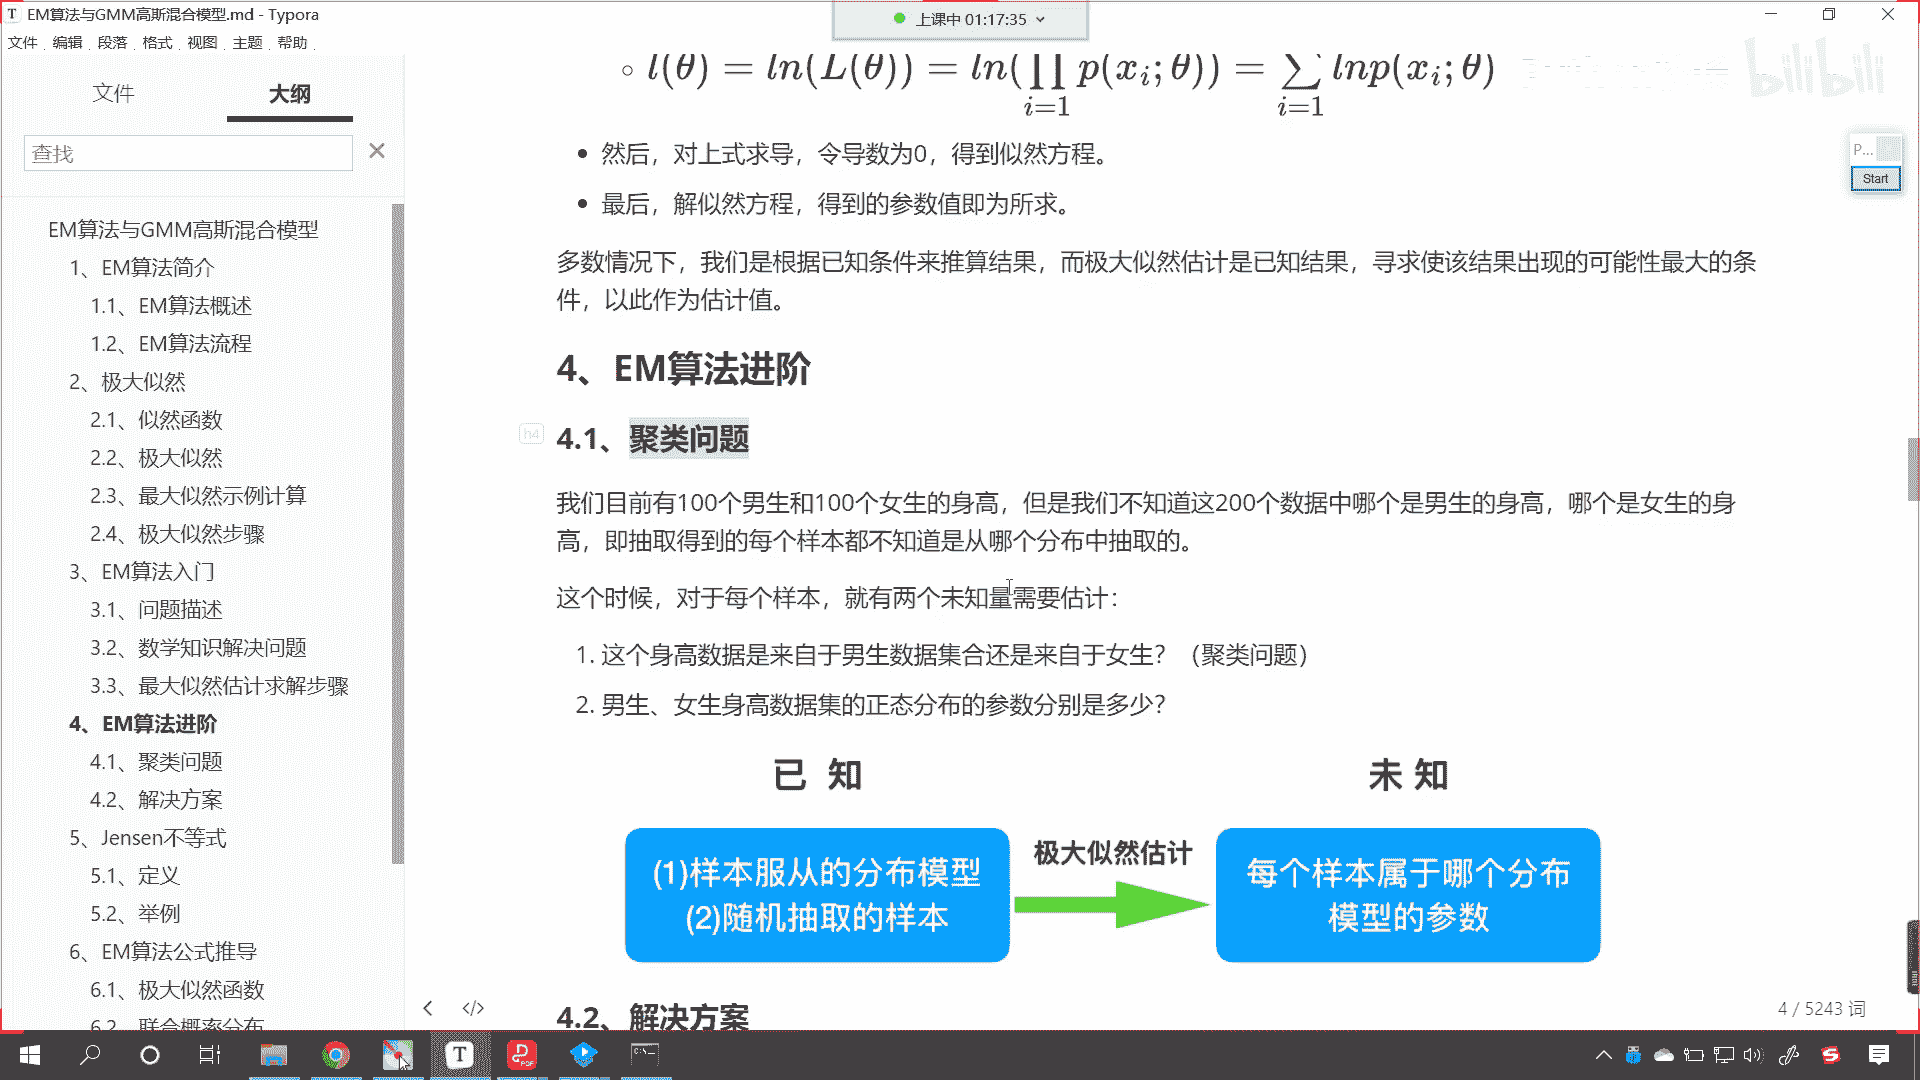 EM算法与GMM高斯混合模型.md - Typora
上课中 01:17:35
文件 编辑 段落 格式 视图 主题 帮助
文件 大纲
查找
EM算法与GMM高斯混合模型
1、EM算法简介
1.1、EM算法概述
1.2、EM算法流程
2、极大似然
2.1、似然函数
2.2、极大似然
2.3、最大似然示例计算
2.4、极大似然步骤
3、EM算法入门
3.1、问题描述
3.2、数学知识解决问题
3.3、最大似然估计求解步骤
4、EM算法进阶
4.1、聚类问题
4.2、解决方案
5、Jensen不等式
5.1、定义
5.2、举例
6、EM算法公式推导
6.1、极大似然函数
6.2、联合概率分布
l(θ) = ln(L(θ)) = ln(∏ p(x_i; θ)) = ∑ lnp(x_i; θ)
i=1 i=1
bilibili
P...
Start
• 然后，对上式求导，令导数为0，得到似然方程。
• 最后，解似然方程，得到的参数值即为所求。
多数情况下，我们是根据已知条件来推算结果，而极大似然估计是已知结果，寻求使该结果出现的可能性最大的条
件，以此作为估计值。
4、EM算法进阶
h4
4.1、聚类问题
我们目前有100个男生和100个女生的身高，但是我们不知道这200个数据中哪个是男生的身高，哪个是女生的身
高，即抽取得到的每个样本都不知道是从哪个分布中抽取的。
这个时候，对于每个样本，就有两个未知量需要估计：
1. 这个身高数据是来自于男生数据集合还是来自于女生？（聚类问题）
2. 男生、女生身高数据集的正态分布的参数分别是多少？
已 知
未 知
(1)样本服从的分布模型
(2)随机抽取的样本
极大似然估计
每个样本属于哪个分布
模型的参数
4.2、解决方案
4 / 5243 词